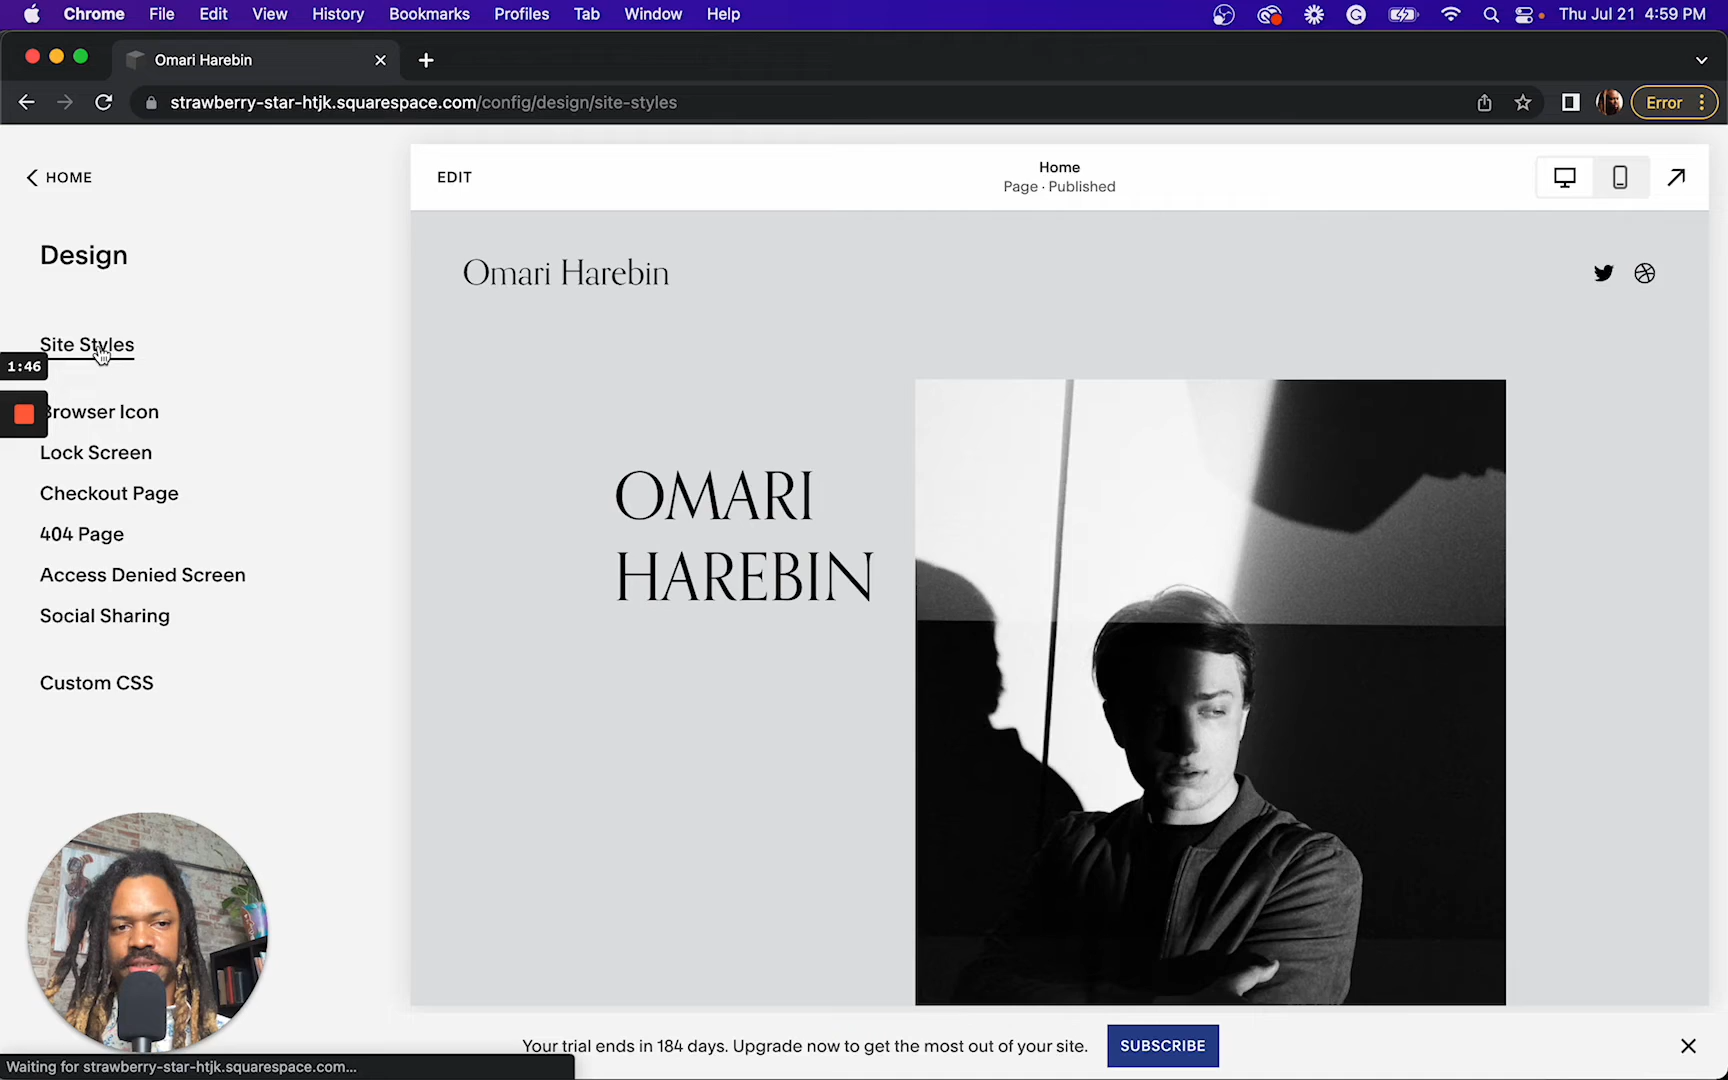 Chrome File Edit View History Bookmarks Profiles Tab Window Help Thu Jul 21 4:59 PM
Omari Harebin
strawberry-star-htjk.squarespace.com/config/design/site-styles Error
HOME
EDIT
Home
Page · Published
Design
Omari Harebin
Site Styles
1:46
Browser Icon
Lock Screen
Checkout Page
404 Page
Access Denied Screen
Social Sharing
Custom CSS
OMARI
HAREBIN
Your trial ends in 184 days. Upgrade now to get the most out of your site. SUBSCRIBE
Waiting for strawberry-star-htjk.squarespace.com...